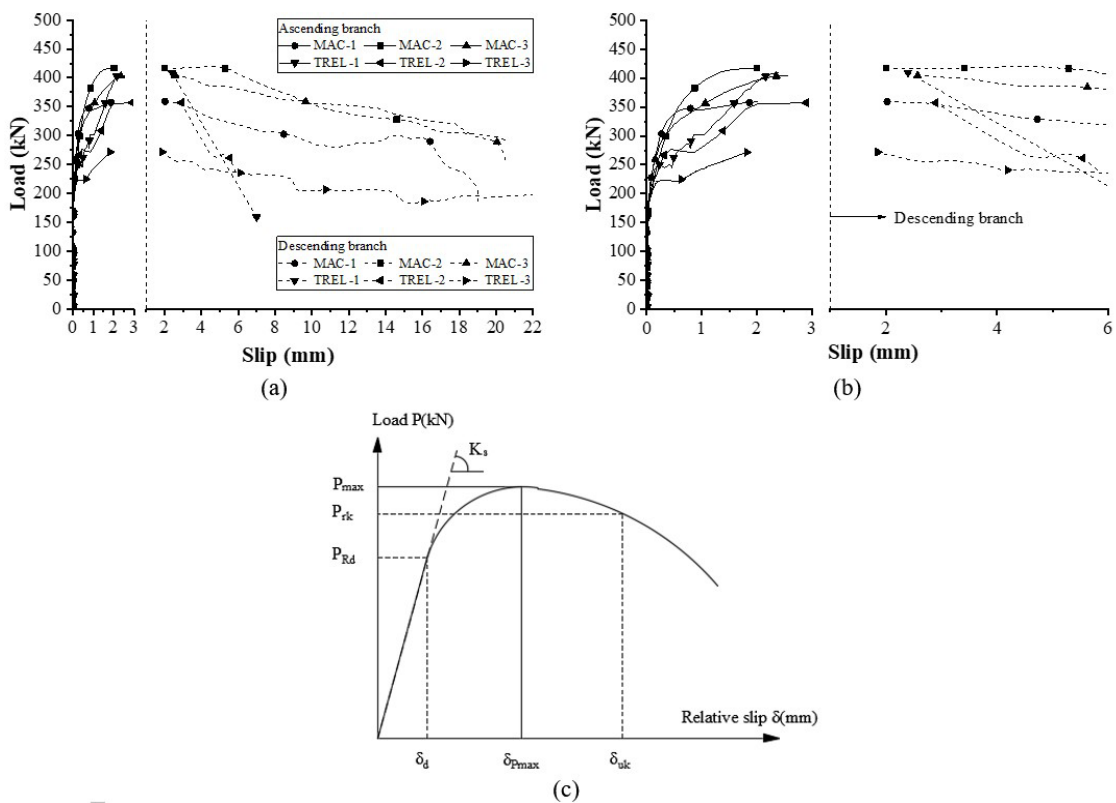 Load (kN)
500
450
400
350
300
250
200
150
100
50
0
Ascending branch
MAC-1 MAC-2 MAC-3
TREL-1 TREL-2 TREL-3
Descending branch
MAC-1 MAC-2 MAC-3
TREL-1 TREL-2 TREL-3
0 1 2 3 2 4 6 8 10 12 14 16 18 20 22
Slip (mm)
(a)
Load (kN)
500
450
400
350
300
250
200
150
100
50
0
Descending branch
0 1 2 3 2 4 6
Slip (mm)
(b)
Load P(kN)
Ks
Pmax
Prk
PRd
Relative slip δ(mm)
δd δPmax δuk
(c)